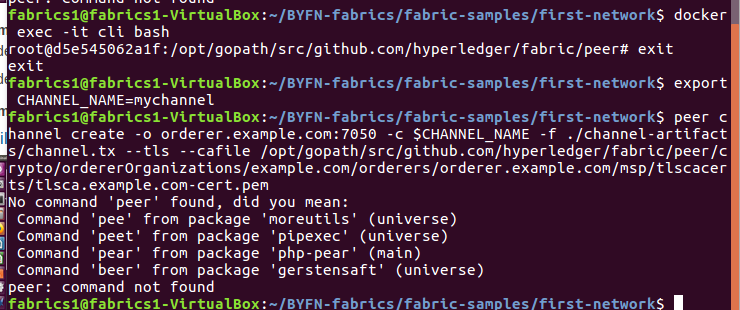 peer: command not found
fabrics1@fabrics1-VirtualBox:~/BYFN-fabrics/fabric-samples/first-network$ docker
 exec -it cli bash
root@d5e545062a1f:/opt/gopath/src/github.com/hyperledger/fabric/peer# exit
exit
fabrics1@fabrics1-VirtualBox:~/BYFN-fabrics/fabric-samples/first-network$ export
 CHANNEL_NAME=mychannel
fabrics1@fabrics1-VirtualBox:~/BYFN-fabrics/fabric-samples/first-network$ peer c
hannel create -o orderer.example.com:7050 -c $CHANNEL_NAME -f ./channel-artifact
s/channel.tx --tls --cafile /opt/gopath/src/github.com/hyperledger/fabric/peer/c
rypto/ordererOrganizations/example.com/orderers/orderer.example.com/msp/tlscacer
ts/tlsca.example.com-cert.pem
No command 'peer' found, did you mean:
 Command 'pee' from package 'moreutils' (universe)
 Command 'peet' from package 'pipexec' (universe)
 Command 'pear' from package 'php-pear' (main)
 Command 'beer' from package 'gerstensaft' (universe)
peer: command not found
fabrics1@fabrics1-VirtualBox:~/BYFN-fabrics/fabric-samples/first-network$